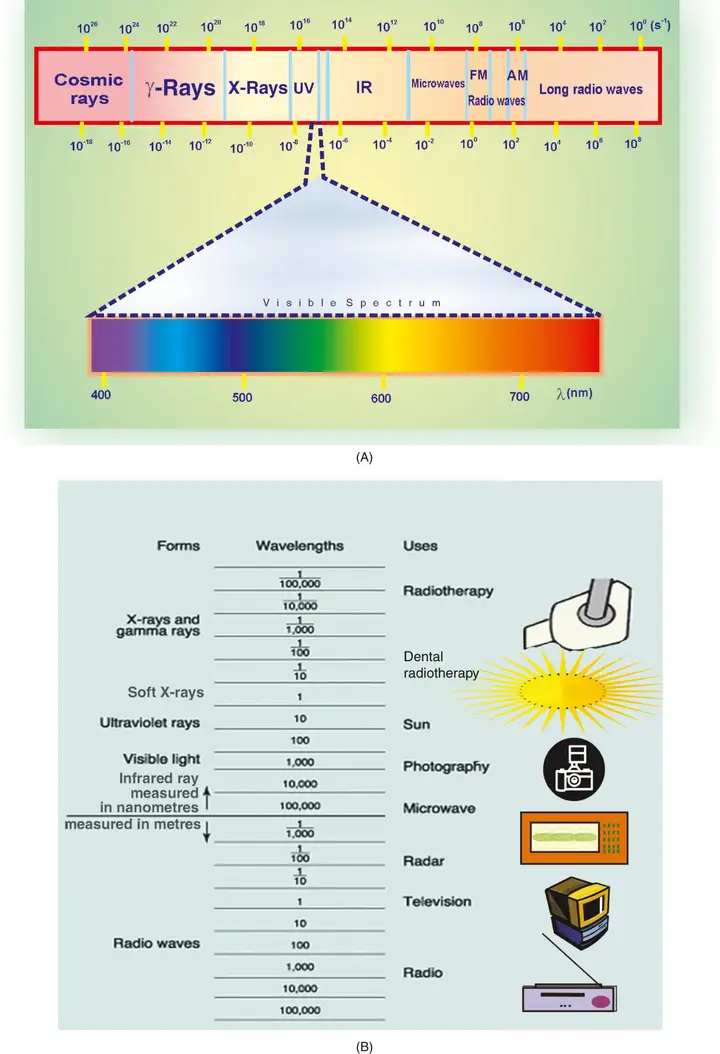 10²⁶ 10²⁴ 10²² 10²⁰ 10¹⁸ 10¹⁶ 10¹⁴ 10¹² 10¹⁰ 10⁸ 10⁶ 10⁴ 10² 10⁰ (s⁻¹)
Cosmic
rays
γ-Rays
X-Rays
UV
IR
Microwaves
FM
AM
Radio waves
Long radio waves
10⁻¹⁸ 10⁻¹⁶ 10⁻¹⁴ 10⁻¹² 10⁻¹⁰ 10⁻⁸ 10⁻⁶ 10⁻⁴ 10⁻² 10⁰ 10² 10⁴ 10⁶ 10⁸
Visible Spectrum
400 500 600 700 λ(nm)
(A)
Forms Wavelengths Uses
1/100,000
Radiotherapy
1/10,000
X-rays and
gamma rays
1/1,000
1/100
Dental
radiotherapy
1/10
Soft X-rays 1
Ultraviolet rays 10 Sun
100
Visible light 1,000 Photography
Infrared ray
measured
in nanometres
10,000
100,000 Microwave
measured in metres
1/1,000
1/100 Radar
1/10
1 Television
10
Radio waves 100
1,000 Radio
10,000
100,000
(B)